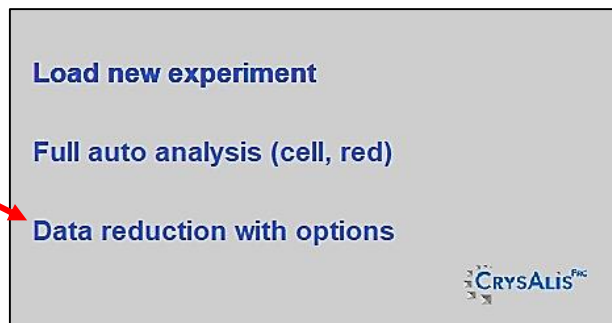 Load new experiment
Full auto analysis (cell, red)
Data reduction with options
CRYSALIS PRO